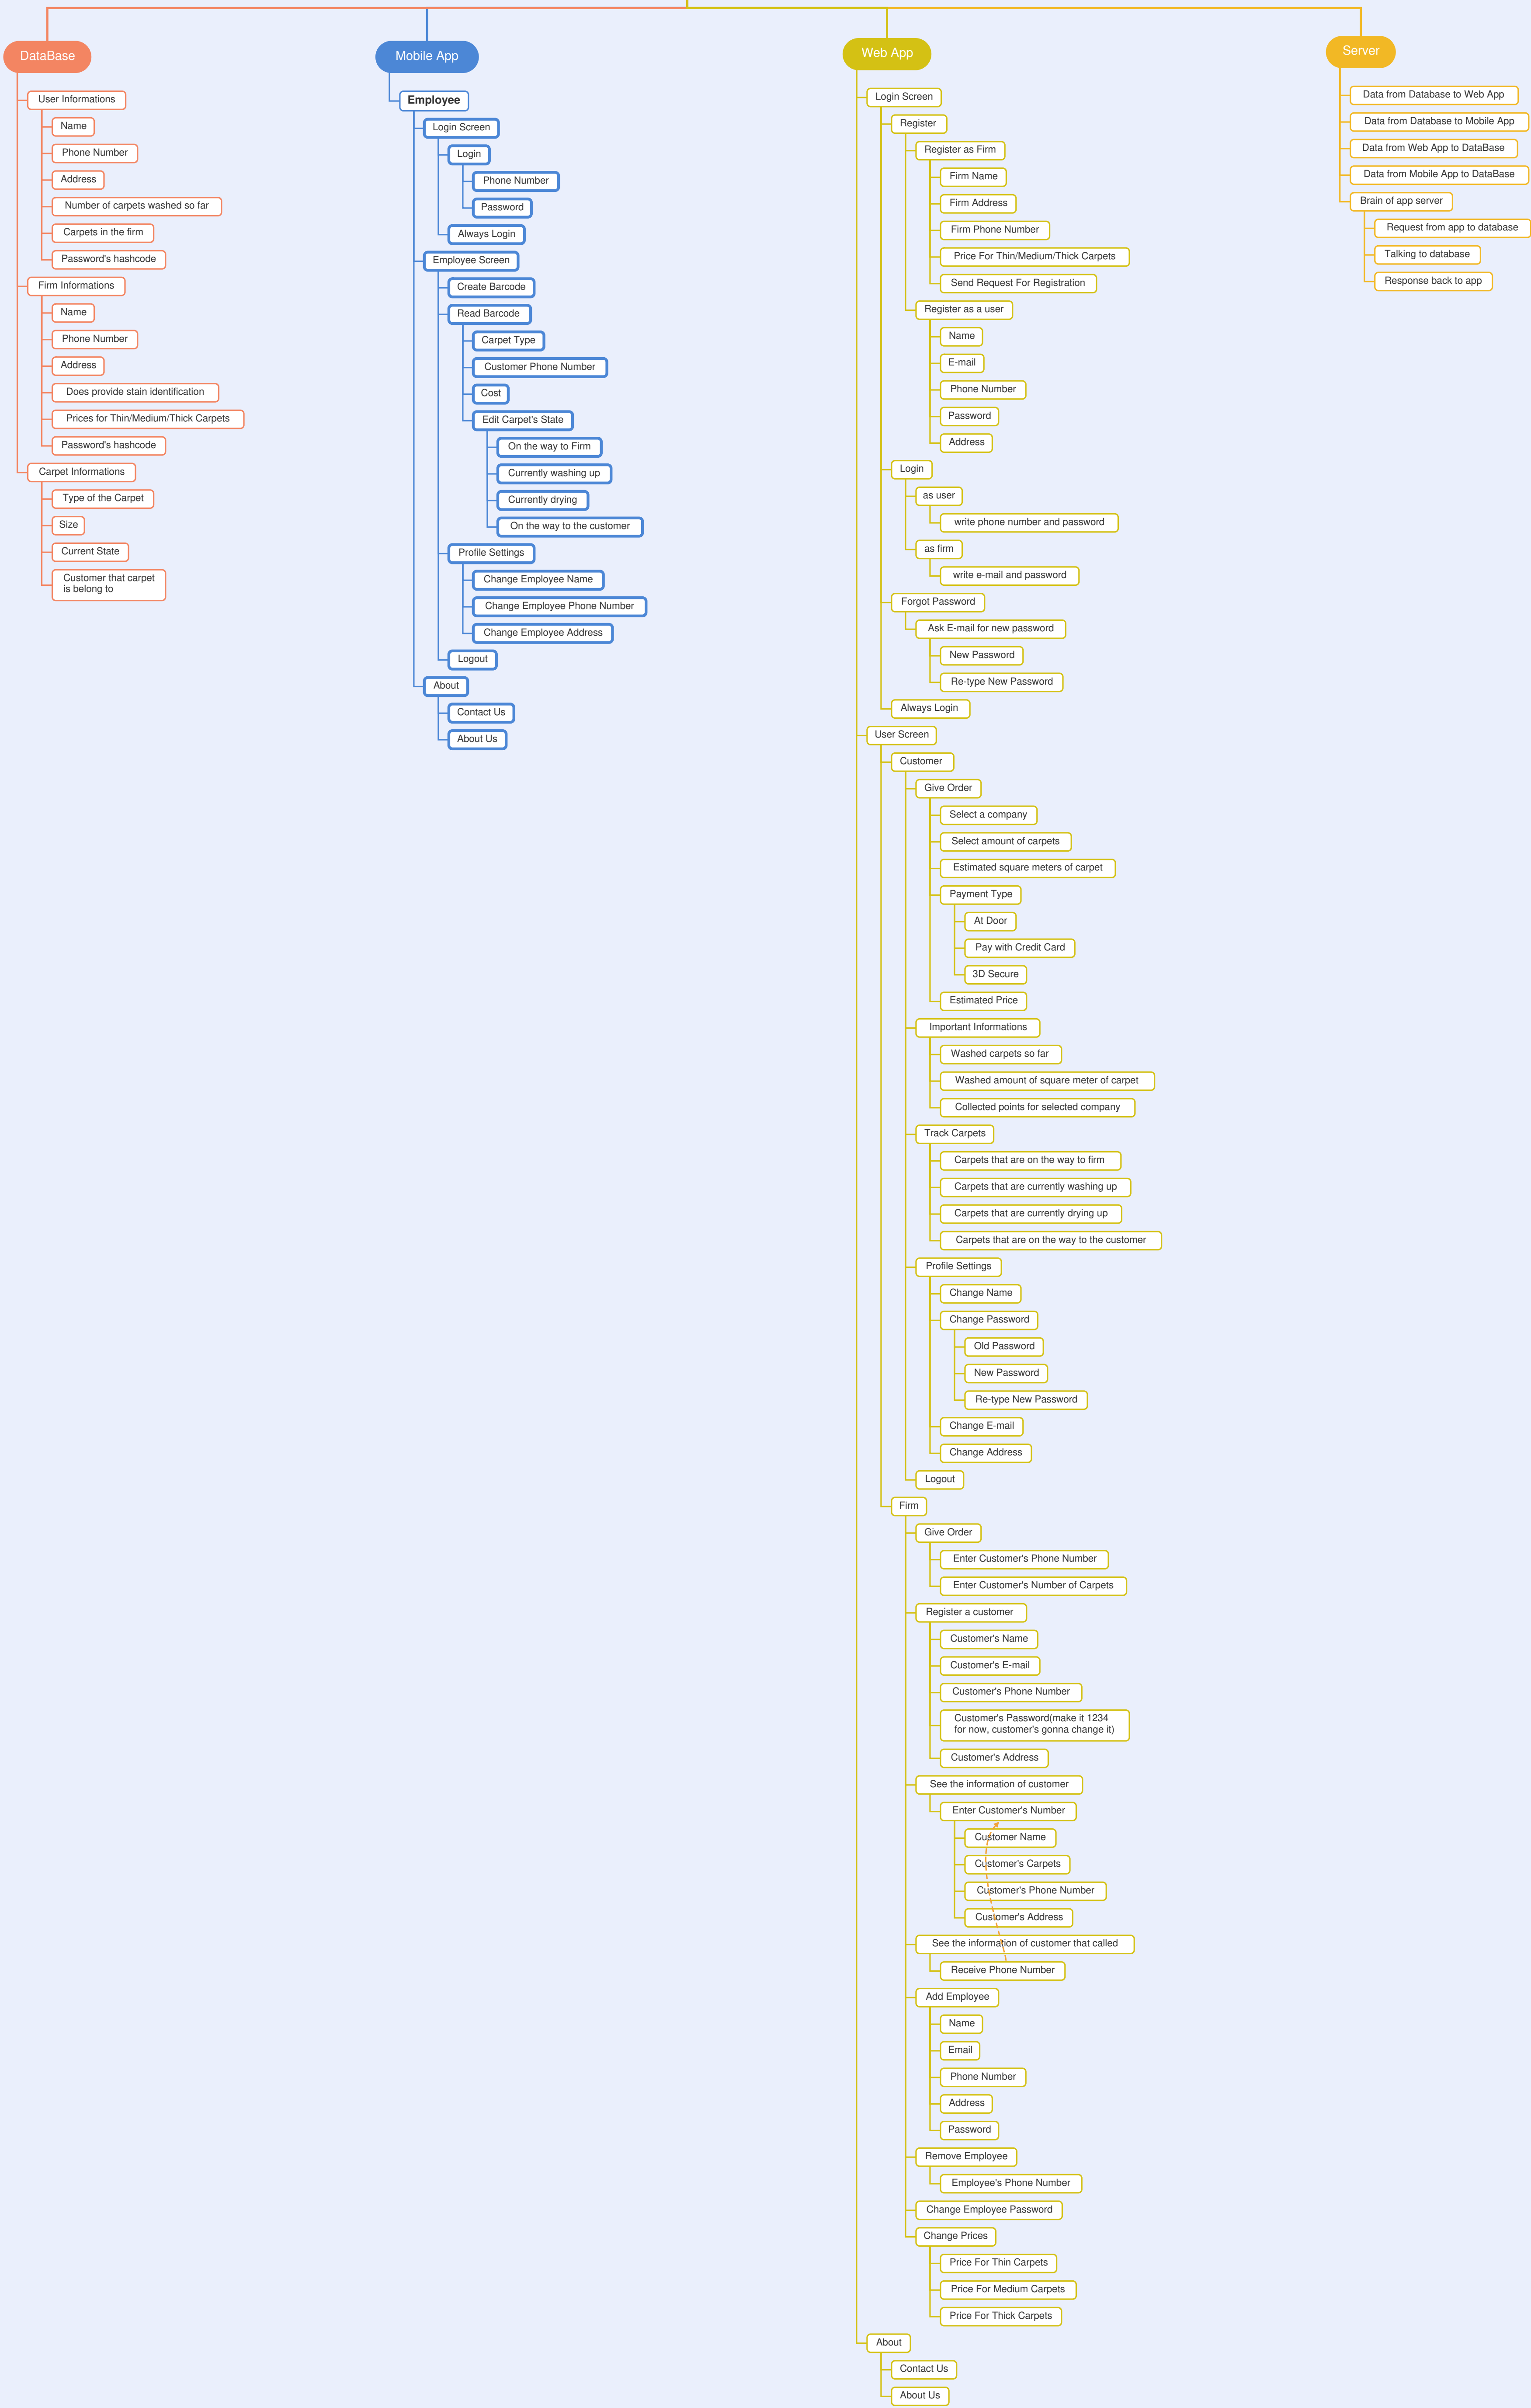 DataBase
User Informations
Name
Phone Number
Address
Number of carpets washed so far
Carpets in the firm
Password's hashcode
Firm Informations
Name
Phone Number
Address
Does provide stain identification
Prices for Thin/Medium/Thick Carpets
Password's hashcode
Carpet Informations
Type of the Carpet
Size
Current State
Customer that carpet
is belong to
Mobile App
Employee
Login Screen
Login
Phone Number
Password
Always Login
Employee Screen
Create Barcode
Read Barcode
Carpet Type
Customer Phone Number
Cost
Edit Carpet's State
On the way to Firm
Currently washing up
Currently drying
On the way to the customer
Profile Settings
Change Employee Name
Change Employee Phone Number
Change Employee Address
Logout
About
Contact Us
About Us
Web App
Login Screen
Register
Register as Firm
Firm Name
Firm Address
Firm Phone Number
Price For Thin/Medium/Thick Carpets
Send Request For Registration
Register as a user
Name
E-mail
Phone Number
Password
Address
Login
as user
write phone number and password
as firm
write e-mail and password
Forgot Password
Ask E-mail for new password
New Password
Re-type New Password
Always Login
User Screen
Customer
Give Order
Select a company
Select amount of carpets
Estimated square meters of carpet
Payment Type
At Door
Pay with Credit Card
3D Secure
Estimated Price
Important Informations
Washed carpets so far
Washed amount of square meter of carpet
Collected points for selected company
Track Carpets
Carpets that are on the way to firm
Carpets that are currently washing up
Carpets that are currently drying up
Carpets that are on the way to the customer
Profile Settings
Change Name
Change Password
Old Password
New Password
Re-type New Password
Change E-mail
Change Address
Logout
Firm
Give Order
Enter Customer's Phone Number
Enter Customer's Number of Carpets
Register a customer
Customer's Name
Customer's E-mail
Customer's Phone Number
Customer's Password(make it 1234
for now, customer's gonna change it)
Customer's Address
See the information of customer
Enter Customer's Number
Customer Name
Customer's Carpets
Customer's Phone Number
Customer's Address
See the information of customer that called
Receive Phone Number
Add Employee
Name
Email
Phone Number
Address
Password
Remove Employee
Employee's Phone Number
Change Employee Password
Change Prices
Price For Thin Carpets
Price For Medium Carpets
Price For Thick Carpets
About
Contact Us
About Us
Server
Data from Database to Web App
Data from Database to Mobile App
Data from Web App to DataBase
Data from Mobile App to DataBase
Brain of app server
Request from app to database
Talking to database
Response back to app